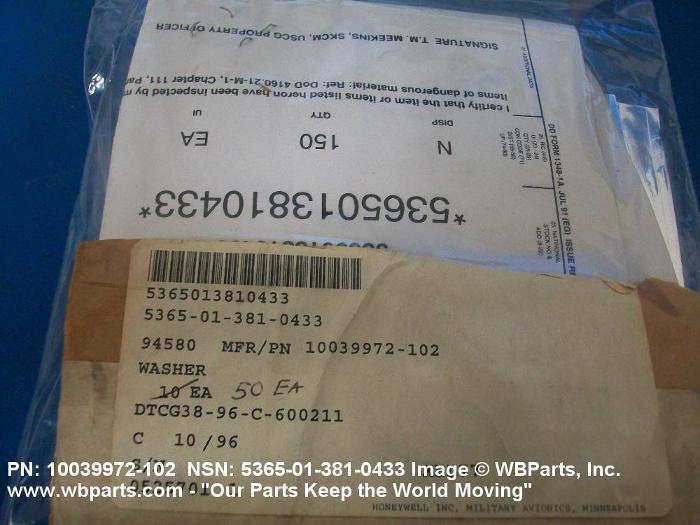 SIGNATURE T.M. MEEKINS, SKCM, USCG PROPERTY OFFICER
I certify that the item or items listed heron have been inspected by m
items of dangerous material: Ref: DoD 4160.21-M-1, Chapter 111, Par
DISP QTY UI
N 150 EA
*5365013810433*
DD FORM 1348-1A, JUL 91 (EG) ISSUE RE
5365013810433
5365-01-381-0433
94580 MFR/PN 10039972-102
WASHER
10 EA 50 EA
DTCG38-96-C-600211
C 10/96
PN: 10039972-102 NSN: 5365-01-381-0433 Image © WBParts, Inc.
www.wbparts.com - "Our Parts Keep the World Moving"
HONEYWELL INC, MILITARY AVIONICS, MINNEAPOLIS